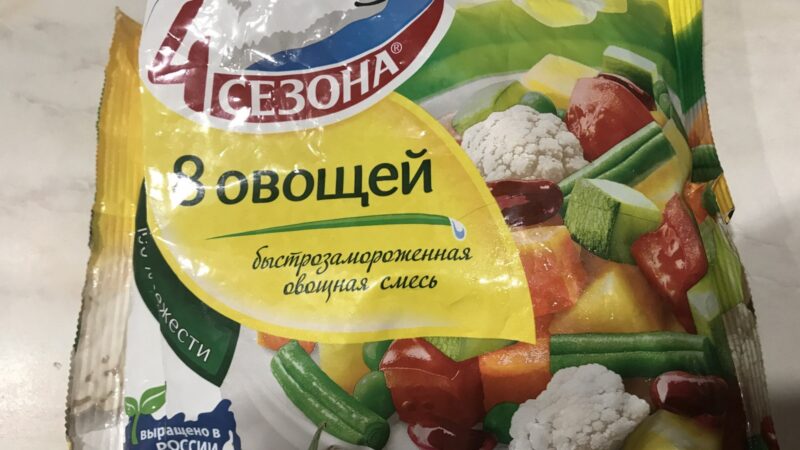 4 СЕЗОНА®
8 овощей
быстрозамороженная
овощная смесь
выращено в
РОССИИ